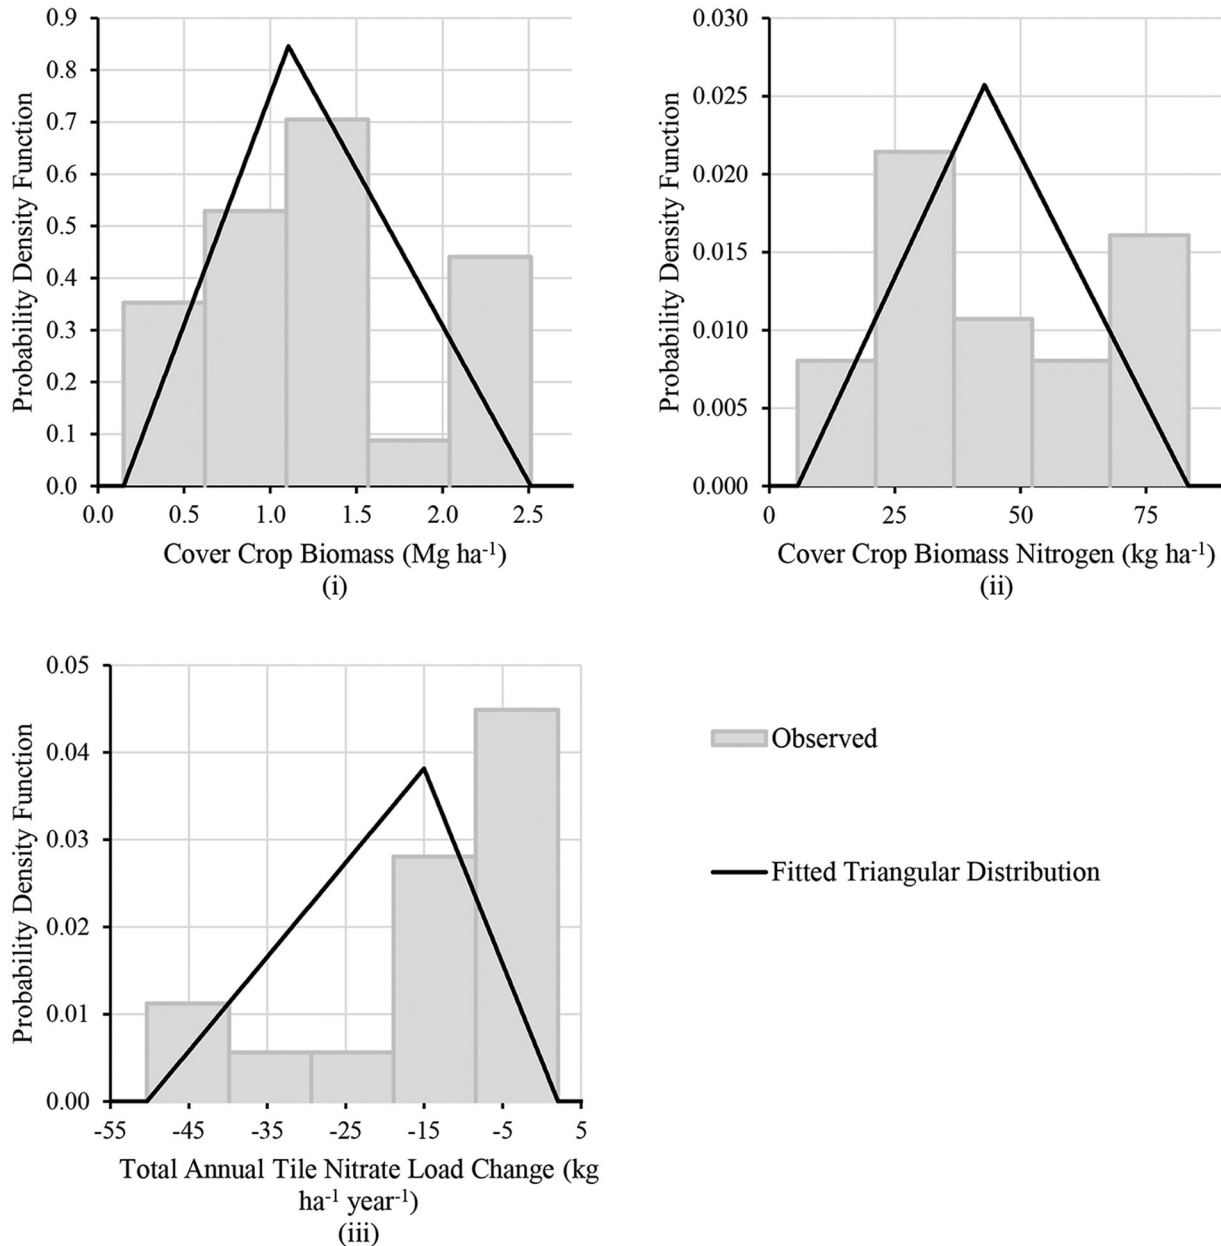 0.9
0.8
0.7
0.6
0.5
0.4
0.3
0.2
0.1
0.0
Probability Density Function
0.0 0.5 1.0 1.5 2.0 2.5
Cover Crop Biomass (Mg ha⁻¹)
(i)
0.030
0.025
0.020
0.015
0.010
0.005
0.000
Probability Density Function
0 25 50 75
Cover Crop Biomass Nitrogen (kg ha⁻¹)
(ii)
0.05
0.04
0.03
0.02
0.01
0.00
Probability Density Function
-55 -45 -35 -25 -15 -5 5
Total Annual Tile Nitrate Load Change (kg
ha⁻¹ year⁻¹)
(iii)
Observed
Fitted Triangular Distribution